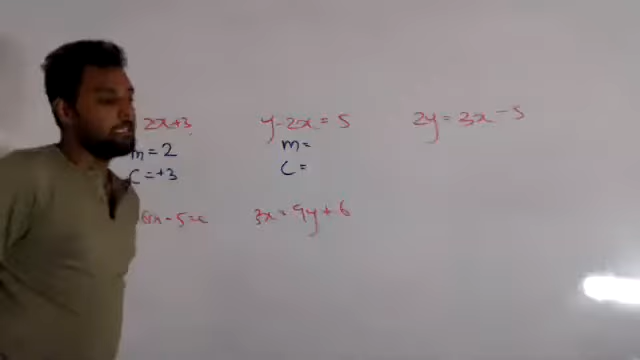 2x+3
y-2x=5
2y=3x-5
m=2
m=
C=+3
C=
3x=9y+6